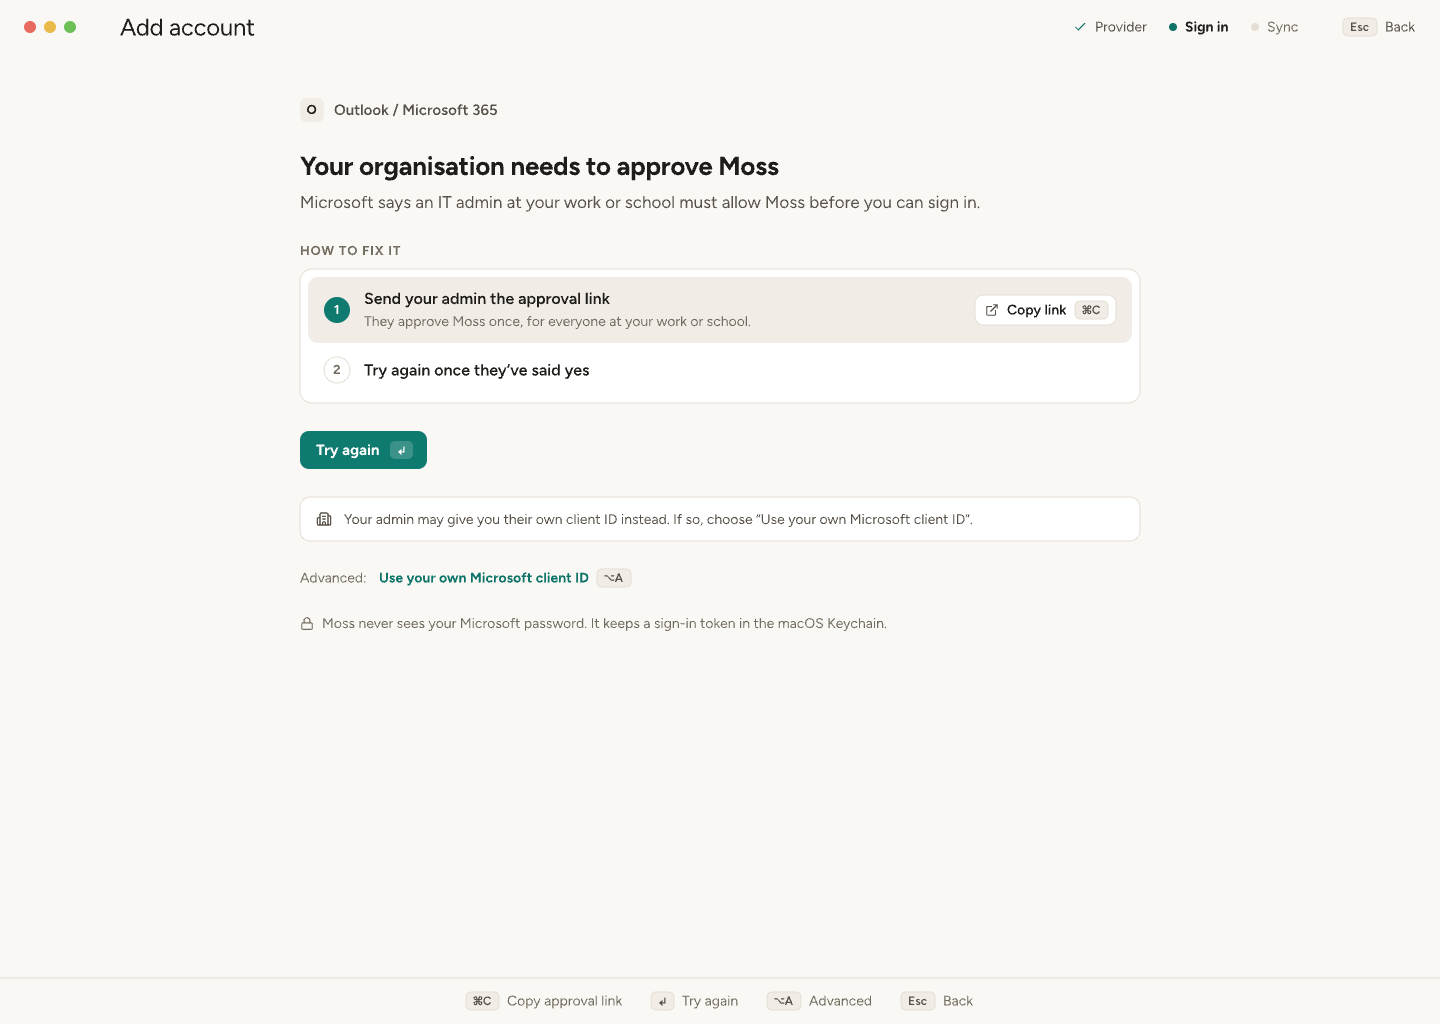 Add account
Provider
Sign in
Sync
Esc Back
O Outlook / Microsoft 365
Your organisation needs to approve Moss
Microsoft says an IT admin at your work or school must allow Moss before you can sign in.
HOW TO FIX IT
1 Send your admin the approval link
They approve Moss once, for everyone at your work or school.
Copy link ⌘C
2 Try again once they’ve said yes
Try again ↲
Your admin may give you their own client ID instead. If so, choose “Use your own Microsoft client ID”.
Advanced: Use your own Microsoft client ID ⌥A
Moss never sees your Microsoft password. It keeps a sign-in token in the macOS Keychain.
⌘C Copy approval link ↲ Try again ⌥A Advanced Esc Back